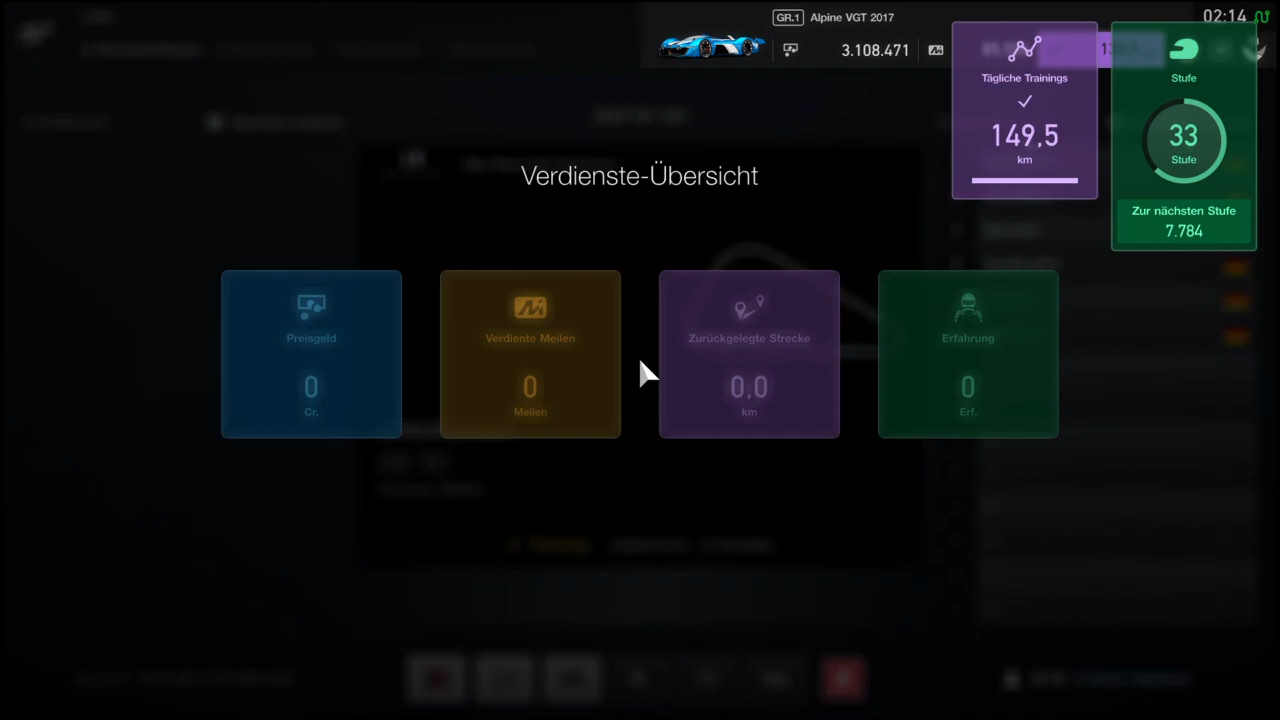 GR.1 Alpine VGT 2017
02:14
3.108.471
Tägliche Trainings
149,5
km
Stufe
33
Stufe
Zur nächsten Stufe
7.784
Verdienste-Übersicht
Preisgeld
0
Cr.
Verdiente Meilen
0
Meilen
Zurückgelegte Strecke
0,0
km
Erfahrung
0
Erf.